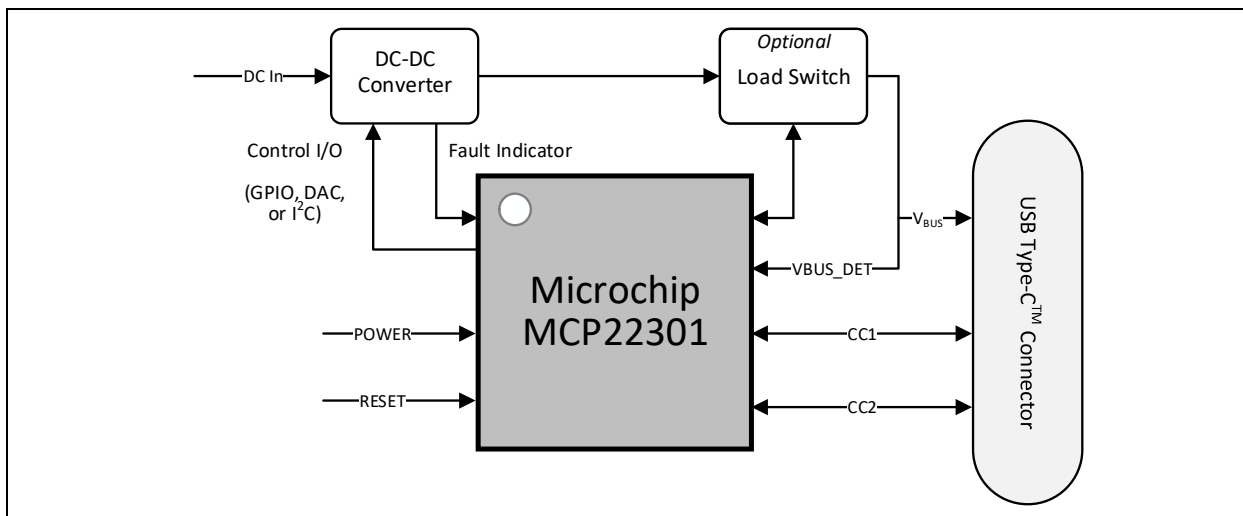 DC In
DC-DC
Converter
Optional
Load Switch
Control I/O
(GPIO, DAC,
or I²C)
Fault Indicator
Microchip
MCP22301
POWER
RESET
VBUS
VBUS_DET
CC1
CC2
USB Type-C™ Connector